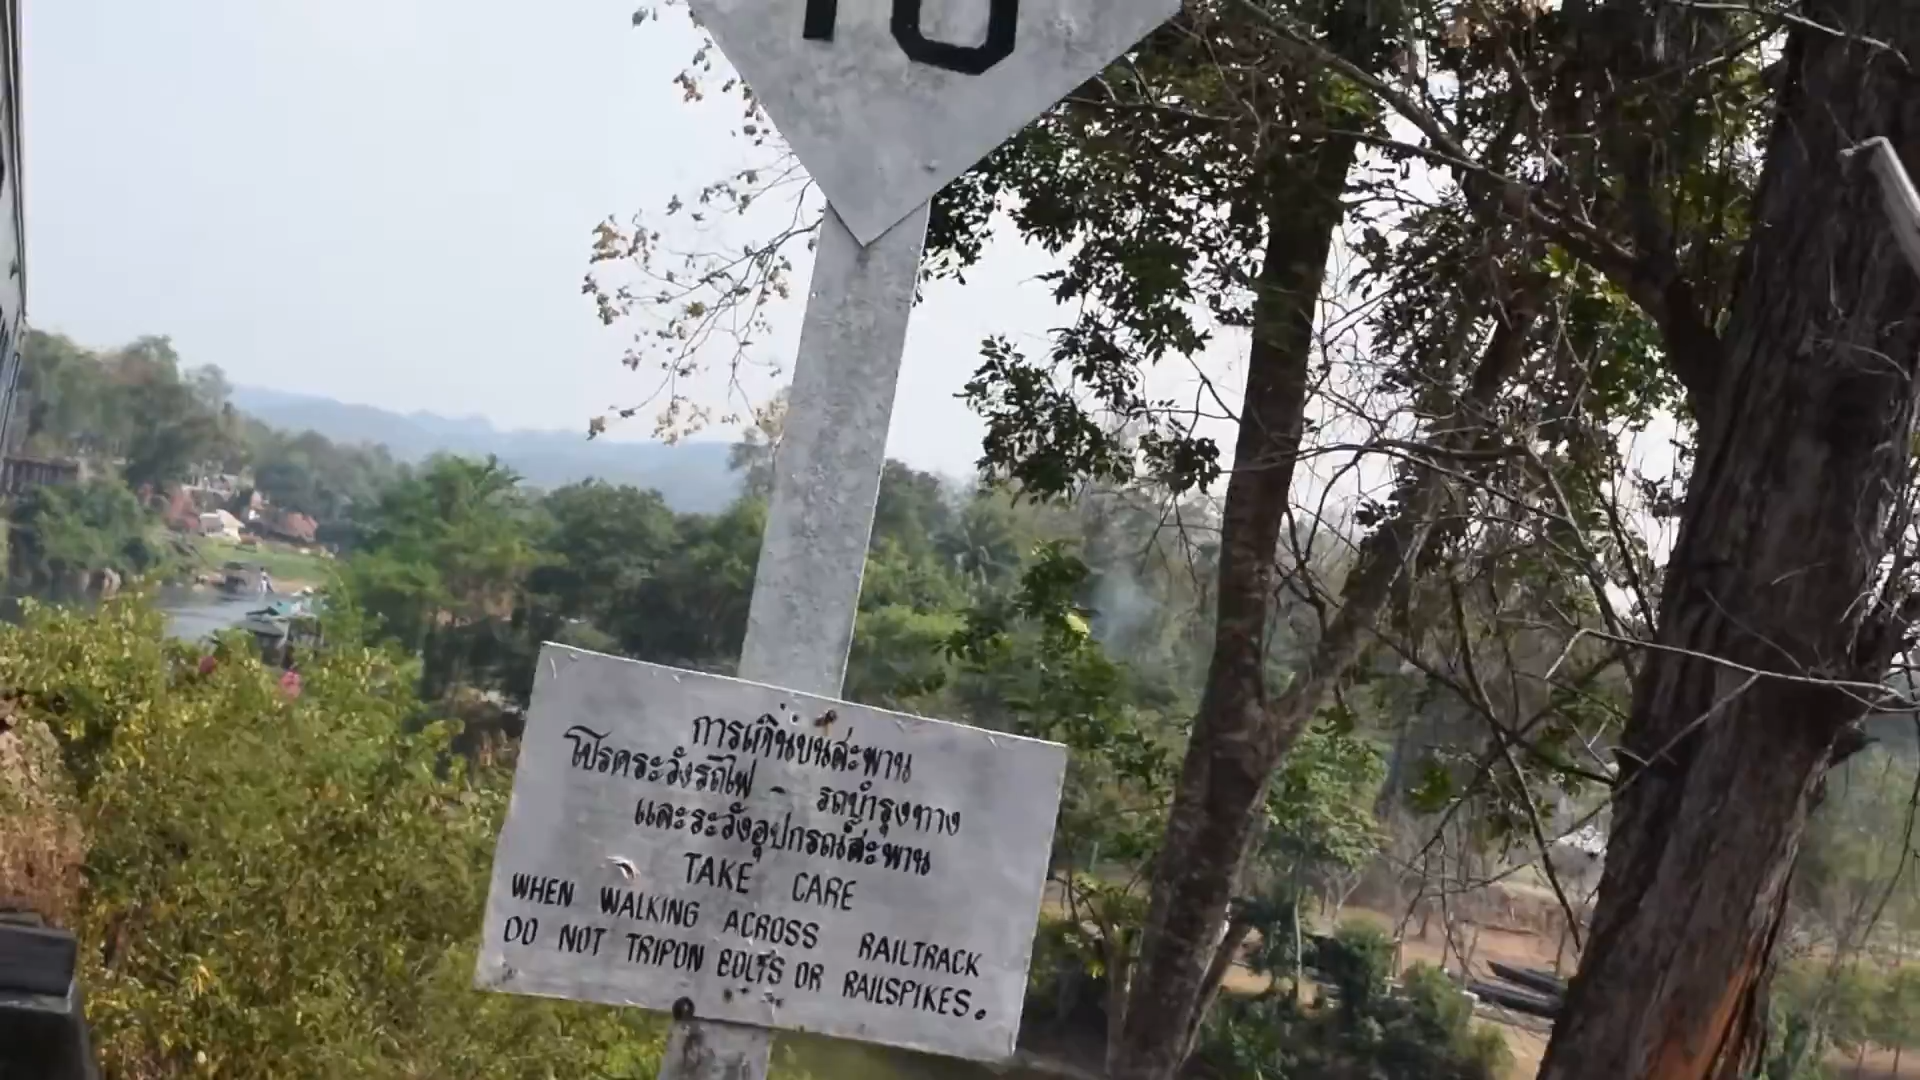 10
การเดินบนสะพาน
โปรดระวังรถไฟ - รถบำรุงทาง
และระวังอุปกรณ์สะพาน
TAKE CARE
WHEN WALKING ACROSS RAILTRACK
DO NOT TRIPON BOLTS OR RAILSPIKES.